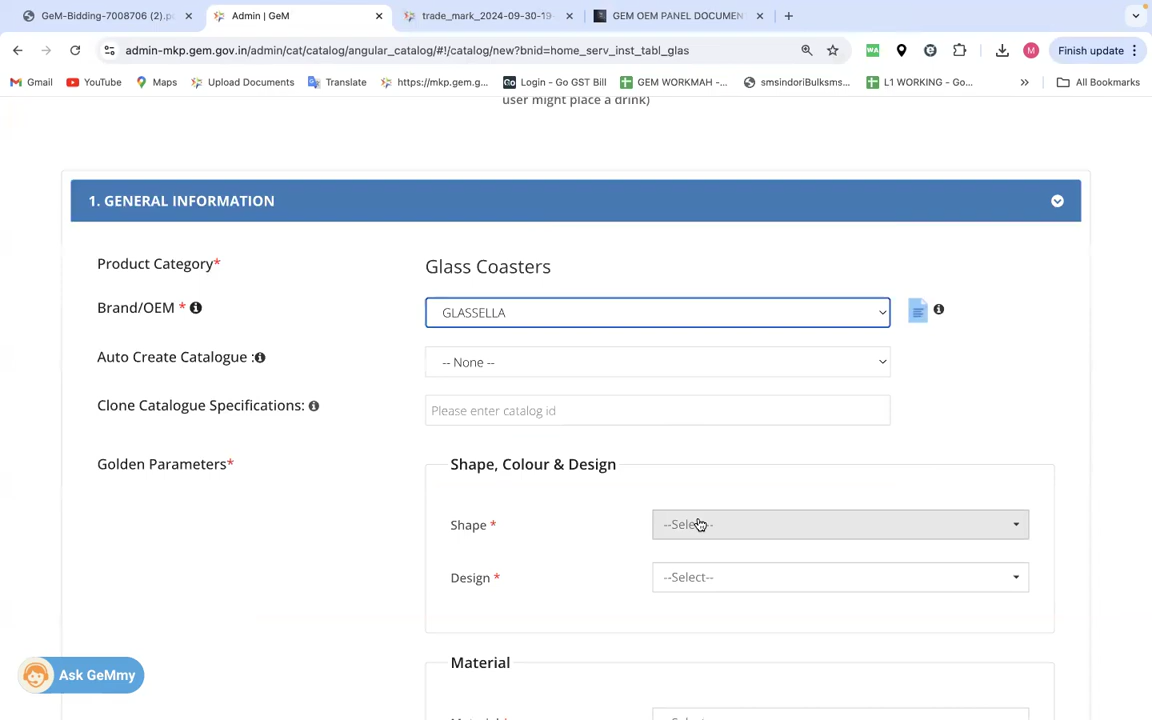 GeM-Bidding-7008706 (2).p
Admin | GeM
trade_mark_2024-09-30-19
GEM OEM PANEL DOCUMEN
admin-mkp.gem.gov.in/admin/cat/catalog/angular_catalog/#!/catalog/new?bnid=home_serv_inst_tabl_glas
WA
M
Finish update
Gmail
YouTube
Maps
Upload Documents
Translate
https://mkp.gem.g...
Login - Go GST Bill
GEM WORKMAH -...
smsindoriBulksms...
L1 WORKING - Go...
All Bookmarks
user might place a drink)
1. GENERAL INFORMATION
Product Category*
Glass Coasters
Brand/OEM *
GLASSELLA
Auto Create Catalogue :
-- None --
Clone Catalogue Specifications:
Please enter catalog id
Golden Parameters*
Shape, Colour & Design
Shape *
--Select--
Design *
--Select--
Material
Ask GeMmy